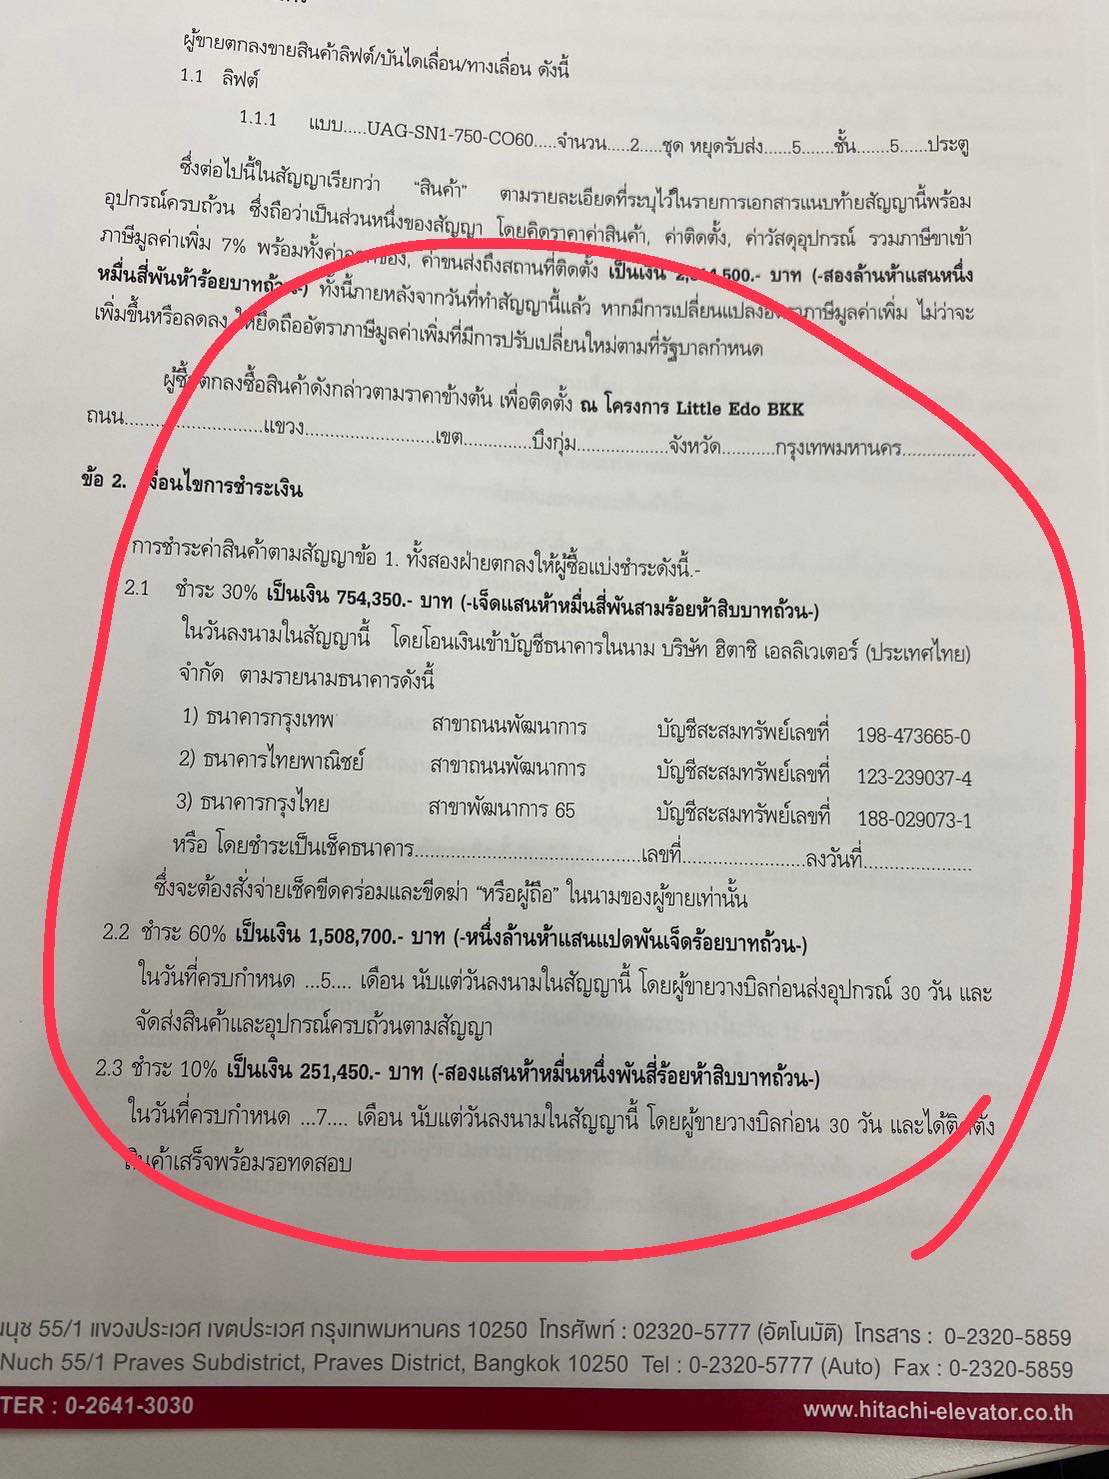 ผู้ขายตกลงขายสินค้าลิฟต์/บันไดเลื่อน/ทางเลื่อน ดังนี้
1.1 ลิฟต์
1.1.1 แบบ.....UAG-SN1-750-CO60.....จำนวน.....2.....ชุด หยุดรับส่ง......5.......ชั้น.......5......ประตู
ซึ่งต่อไปนี้ในสัญญาเรียกว่า "สินค้า" ตามรายละเอียดที่ระบุไว้ในรายการเอกสารแนบท้ายสัญญานี้พร้อม
อุปกรณ์ครบถ้วน ซึ่งถือว่าเป็นส่วนหนึ่งของสัญญา โดยคิดราคาค่าสินค้า, ค่าติดตั้ง, ค่าวัสดุอุปกรณ์ รวมภาษีขาเข้า
ภาษีมูลค่าเพิ่ม 7% พร้อมทั้งค่าออกของ, ค่าขนส่งถึงสถานที่ติดตั้ง เป็นเงิน 2,514,500.- บาท (-สองล้านห้าแสนหนึ่ง
หมื่นสี่พันห้าร้อยบาทถ้วน-) ทั้งนี้ภายหลังจากวันที่ทำสัญญานี้แล้ว หากมีการเปลี่ยนแปลงอัตราภาษีมูลค่าเพิ่ม ไม่ว่าจะ
เพิ่มขึ้นหรือลดลง ให้ยึดถืออัตราภาษีมูลค่าเพิ่มที่มีการปรับเปลี่ยนใหม่ตามที่รัฐบาลกำหนด
ผู้ซื้อตกลงซื้อสินค้าดังกล่าวตามราคาข้างต้น เพื่อติดตั้ง ณ โครงการ Little Edo BKK
ถนน..........................แขวง........................เขต.............บึงกุ่ม.................จังหวัด..........กรุงเทพมหานคร..............
ข้อ 2. เงื่อนไขการชำระเงิน
การชำระค่าสินค้าตามสัญญาข้อ 1. ทั้งสองฝ่ายตกลงให้ผู้ซื้อแบ่งชำระดังนี้.-
2.1 ชำระ 30% เป็นเงิน 754,350.- บาท (-เจ็ดแสนห้าหมื่นสี่พันสามร้อยห้าสิบบาทถ้วน-)
ในวันลงนามในสัญญานี้ โดยโอนเงินเข้าบัญชีธนาคารในนาม บริษัท ฮิตาชิ เอลลิเวเตอร์ (ประเทศไทย)
จำกัด ตามรายนามธนาคารดังนี้
1) ธนาคารกรุงเทพ สาขาถนนพัฒนาการ บัญชีสะสมทรัพย์เลขที่ 198-473665-0
2) ธนาคารไทยพาณิชย์ สาขาถนนพัฒนาการ บัญชีสะสมทรัพย์เลขที่ 123-239037-4
3) ธนาคารกรุงไทย สาขาพัฒนาการ 65 บัญชีสะสมทรัพย์เลขที่ 188-029073-1
หรือ โดยชำระเป็นเช็คธนาคาร..........................................เลขที่.......................ลงวันที่....................
ซึ่งจะต้องสั่งจ่ายเช็คขีดคร่อมและขีดฆ่า "หรือผู้ถือ" ในนามของผู้ขายเท่านั้น
2.2 ชำระ 60% เป็นเงิน 1,508,700.- บาท (-หนึ่งล้านห้าแสนแปดพันเจ็ดร้อยบาทถ้วน-)
ในวันที่ครบกำหนด ...5.... เดือน นับแต่วันลงนามในสัญญานี้ โดยผู้ขายวางบิลก่อนส่งอุปกรณ์ 30 วัน และ
จัดส่งสินค้าและอุปกรณ์ครบถ้วนตามสัญญา
2.3 ชำระ 10% เป็นเงิน 251,450.- บาท (-สองแสนห้าหมื่นหนึ่งพันสี่ร้อยห้าสิบบาทถ้วน-)
ในวันที่ครบกำหนด ...7.... เดือน นับแต่วันลงนามในสัญญานี้ โดยผู้ขายวางบิลก่อน 30 วัน และได้ติดตั้ง
สินค้าเสร็จพร้อมรอทดสอบ
นุช 55/1 แขวงประเวศ เขตประเวศ กรุงเทพมหานคร 10250 โทรศัพท์ : 02320-5777 (อัตโนมัติ) โทรสาร : 0-2320-5859
Nuch 55/1 Praves Subdistrict, Praves District, Bangkok 10250 Tel : 0-2320-5777 (Auto) Fax : 0-2320-5859
TER : 0-2641-3030 www.hitachi-elevator.co.th